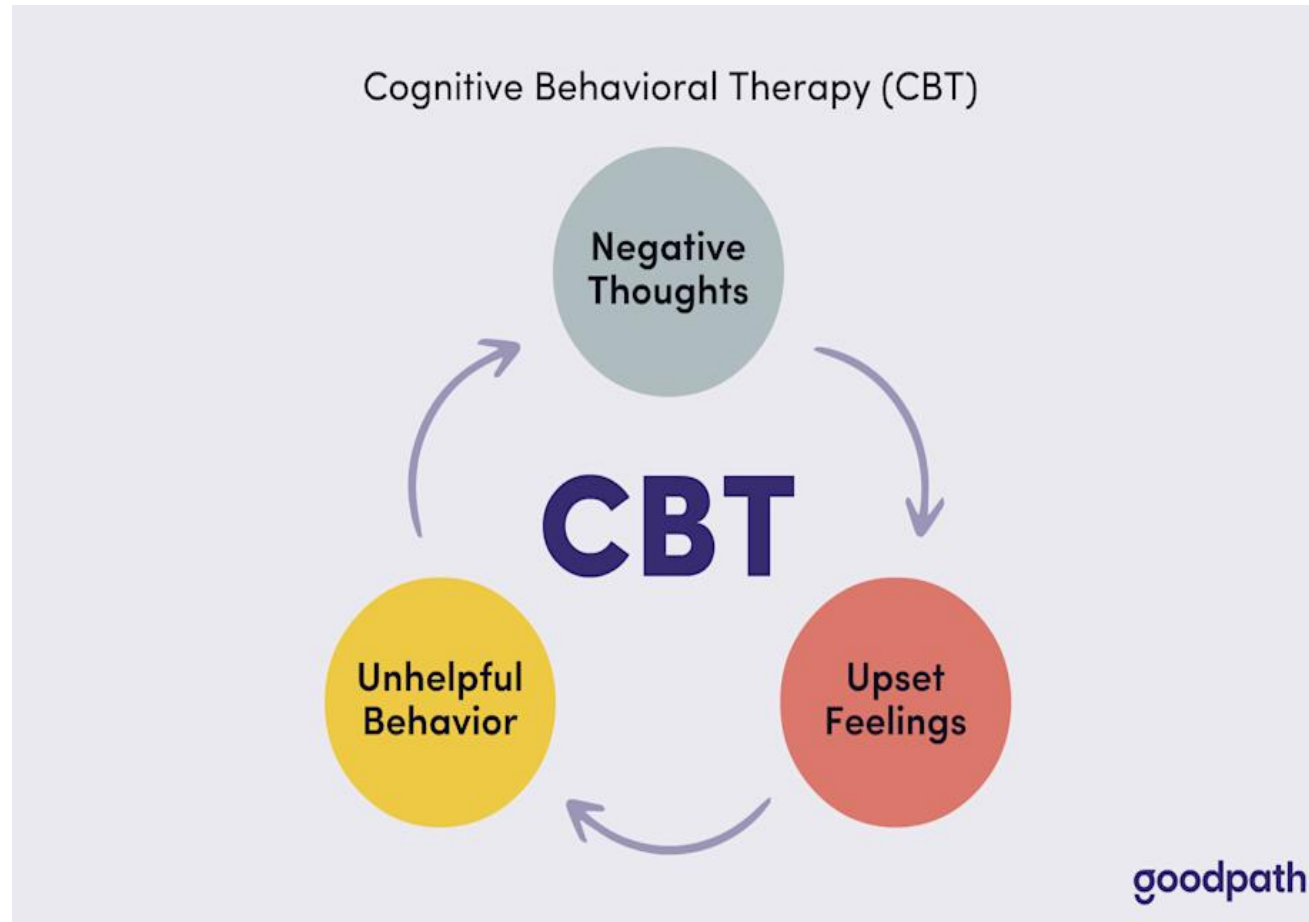 Cognitive Behavioral Therapy (CBT)
Negative
Thoughts
CBT
Unhelpful
Behavior
Upset
Feelings
goodpath